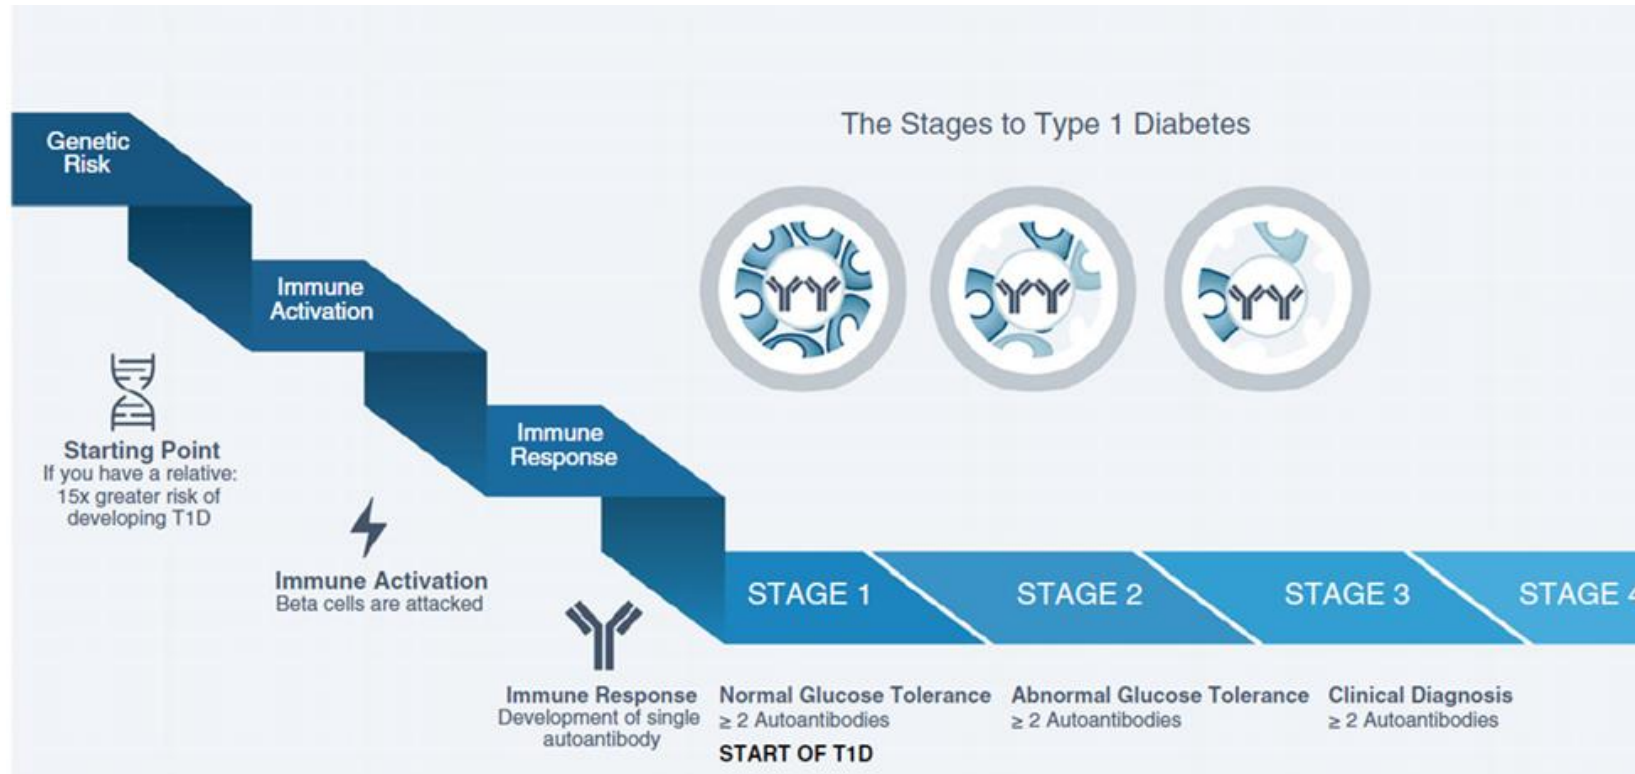 The Stages to Type 1 Diabetes
Genetic
Risk
Immune
Activation
Immune
Response
Starting Point
If you have a relative:
15x greater risk of
developing T1D
Immune Activation
Beta cells are attacked
Immune Response
Development of single
autoantibody
STAGE 1
STAGE 2
STAGE 3
STAGE 4
Normal Glucose Tolerance
≥ 2 Autoantibodies
START OF T1D
Abnormal Glucose Tolerance
≥ 2 Autoantibodies
Clinical Diagnosis
≥ 2 Autoantibodies